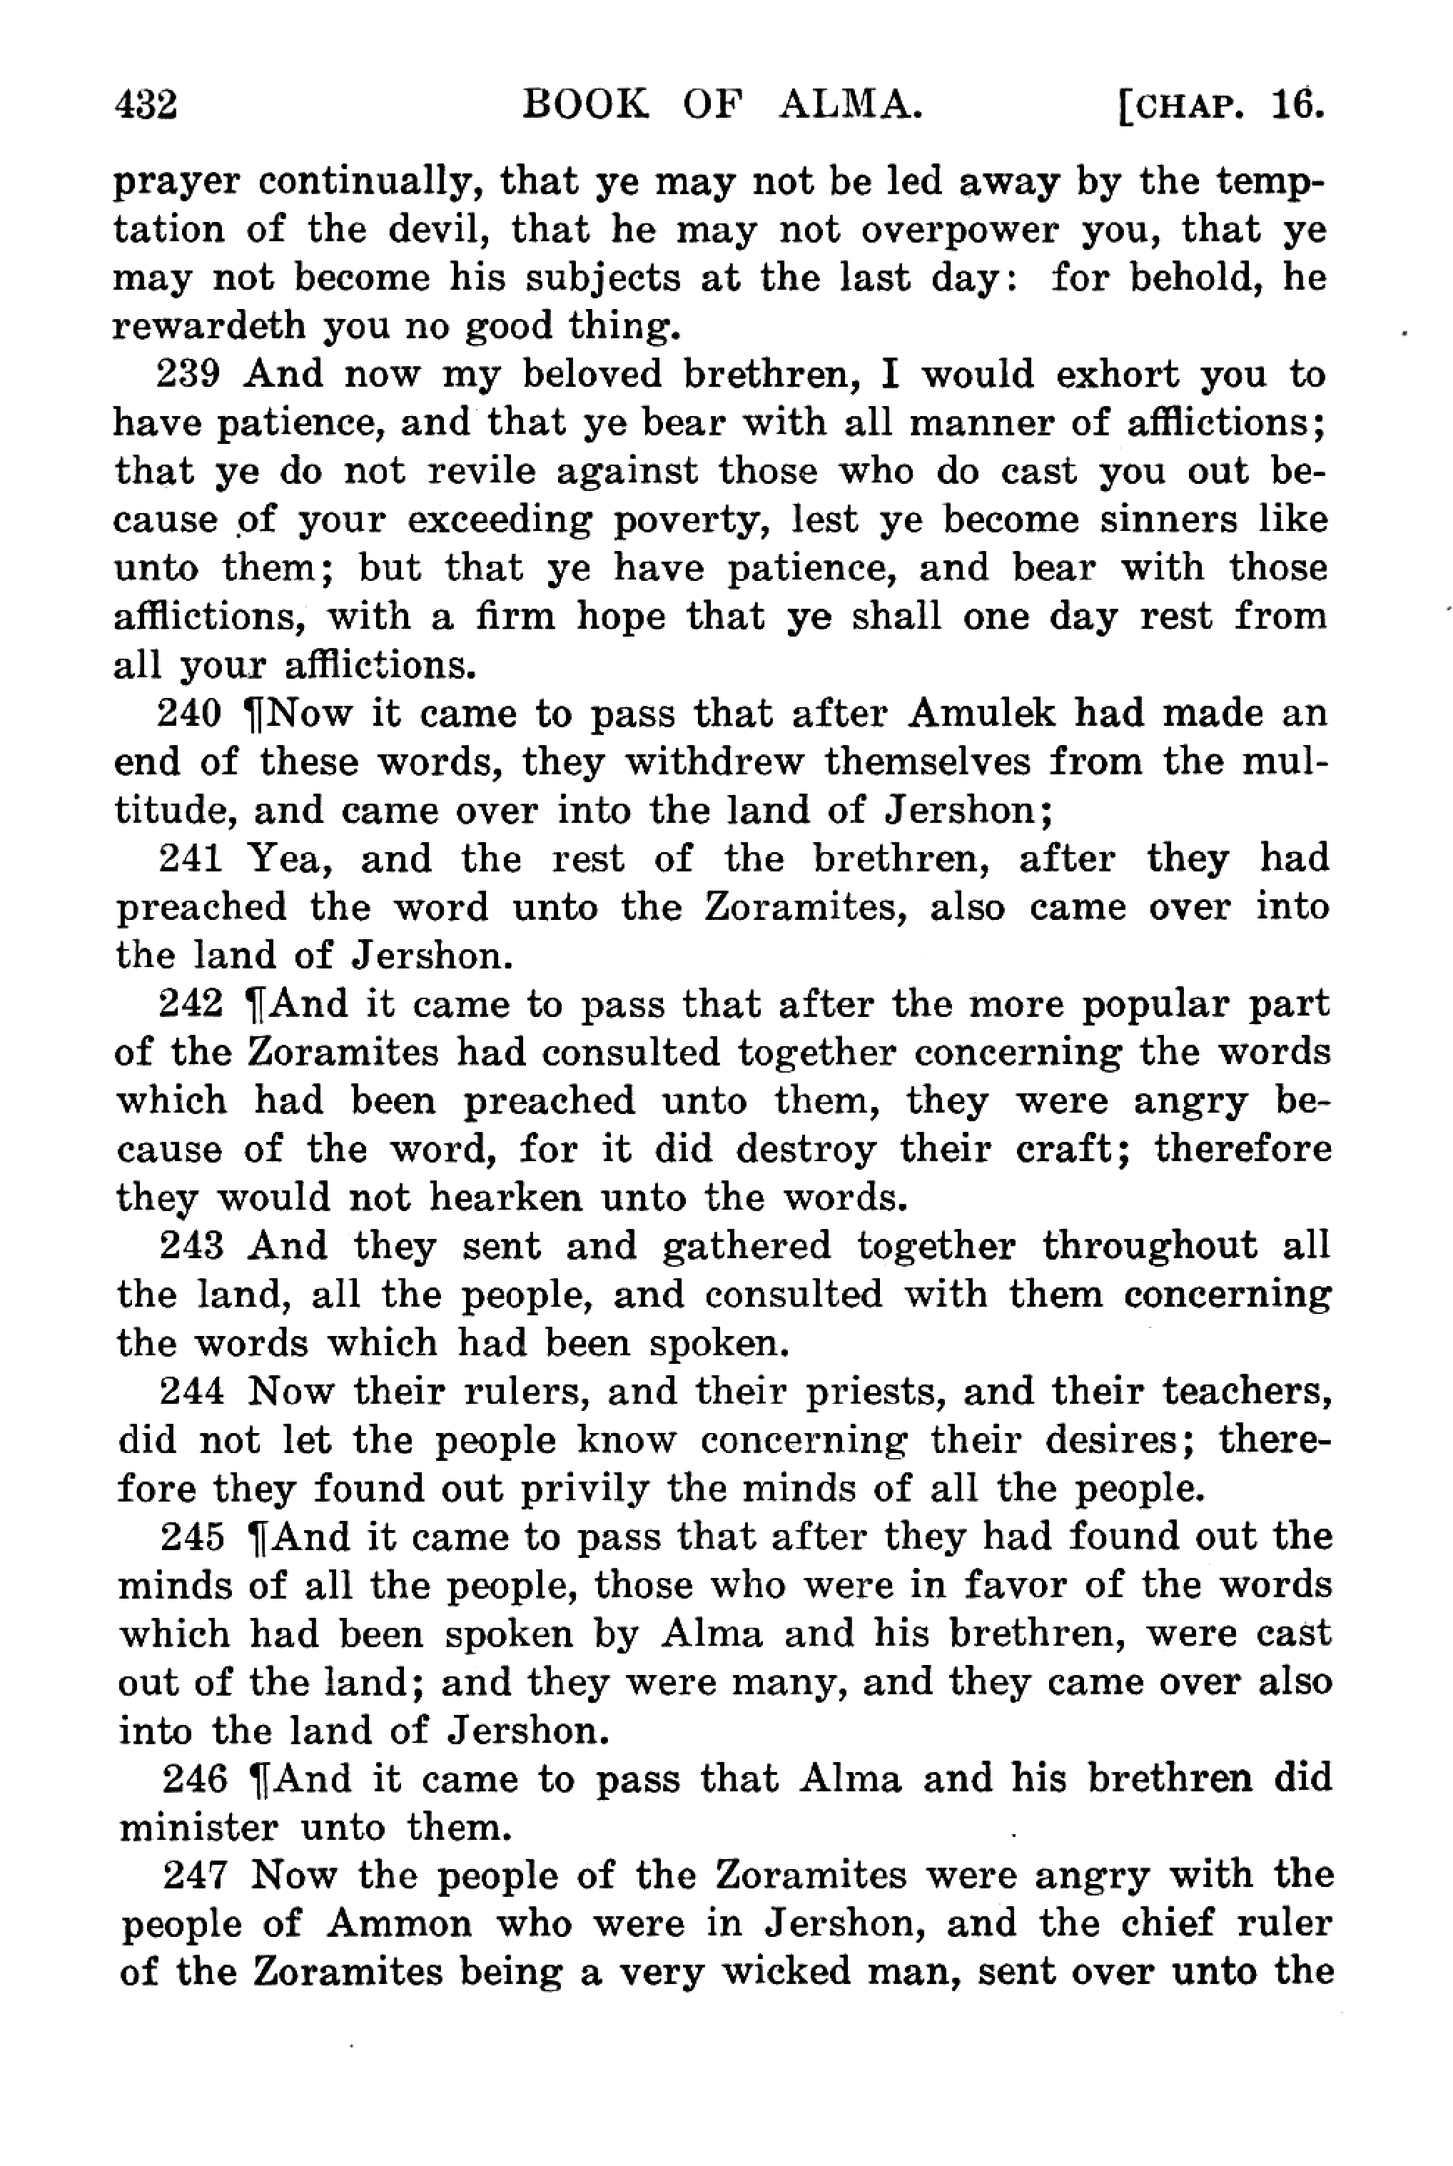 432 BOOK OF ALMA. [CHAP. 16.
prayer continually, that ye may not be led away by the temp-
tation of the devil, that he may not overpower you, that ye
may not become his subjects at the last day: for behold, he
rewardeth you no good thing.
239 And now my beloved brethren, I would exhort you to
have patience, and that ye bear with all manner of afflictions;
that ye do not revile against those who do cast you out be-
cause of your exceeding poverty, lest ye become sinners like
unto them; but that ye have patience, and bear with those
afflictions, with a firm hope that ye shall one day rest from
all your afflictions.
240 ¶Now it came to pass that after Amulek had made an
end of these words, they withdrew themselves from the mul-
titude, and came over into the land of Jershon;
241 Yea, and the rest of the brethren, after they had
preached the word unto the Zoramites, also came over into
the land of Jershon.
242 ¶And it came to pass that after the more popular part
of the Zoramites had consulted together concerning the words
which had been preached unto them, they were angry be-
cause of the word, for it did destroy their craft; therefore
they would not hearken unto the words.
243 And they sent and gathered together throughout all
the land, all the people, and consulted with them concerning
the words which had been spoken.
244 Now their rulers, and their priests, and their teachers,
did not let the people know concerning their desires; there-
fore they found out privily the minds of all the people.
245 ¶And it came to pass that after they had found out the
minds of all the people, those who were in favor of the words
which had been spoken by Alma and his brethren, were cast
out of the land; and they were many, and they came over also
into the land of Jershon.
246 ¶And it came to pass that Alma and his brethren did
minister unto them.
247 Now the people of the Zoramites were angry with the
people of Ammon who were in Jershon, and the chief ruler
of the Zoramites being a very wicked man, sent over unto the